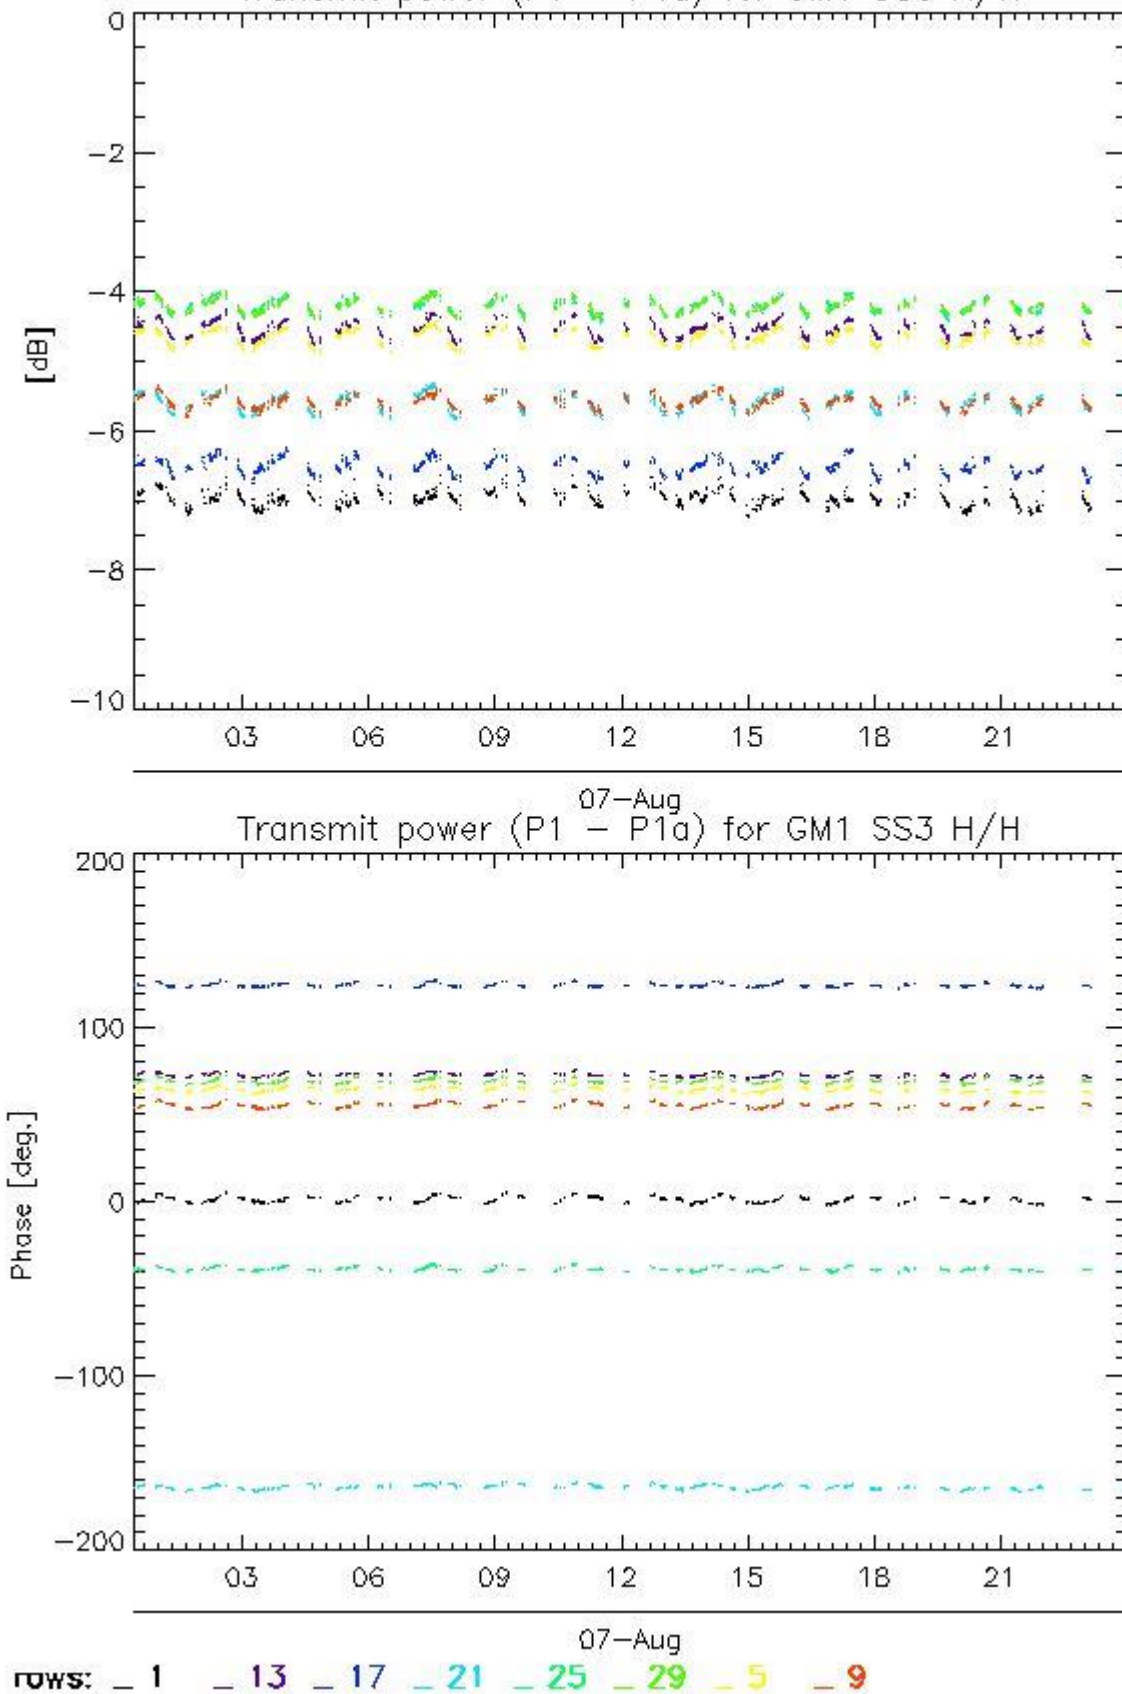 0
−2
−4
[dB]
−6
−8
−10
03 06 09 12 15 18 21
07−Aug
Transmit power (P1 − P1a) for GM1 SS3 H/H
200
100
Phase [deg.]
0
−100
−200
03 06 09 12 15 18 21
07−Aug
rows: _ 1 _ 13 _ 17 _ 21 _ 25 _ 29 _ 5 _ 9